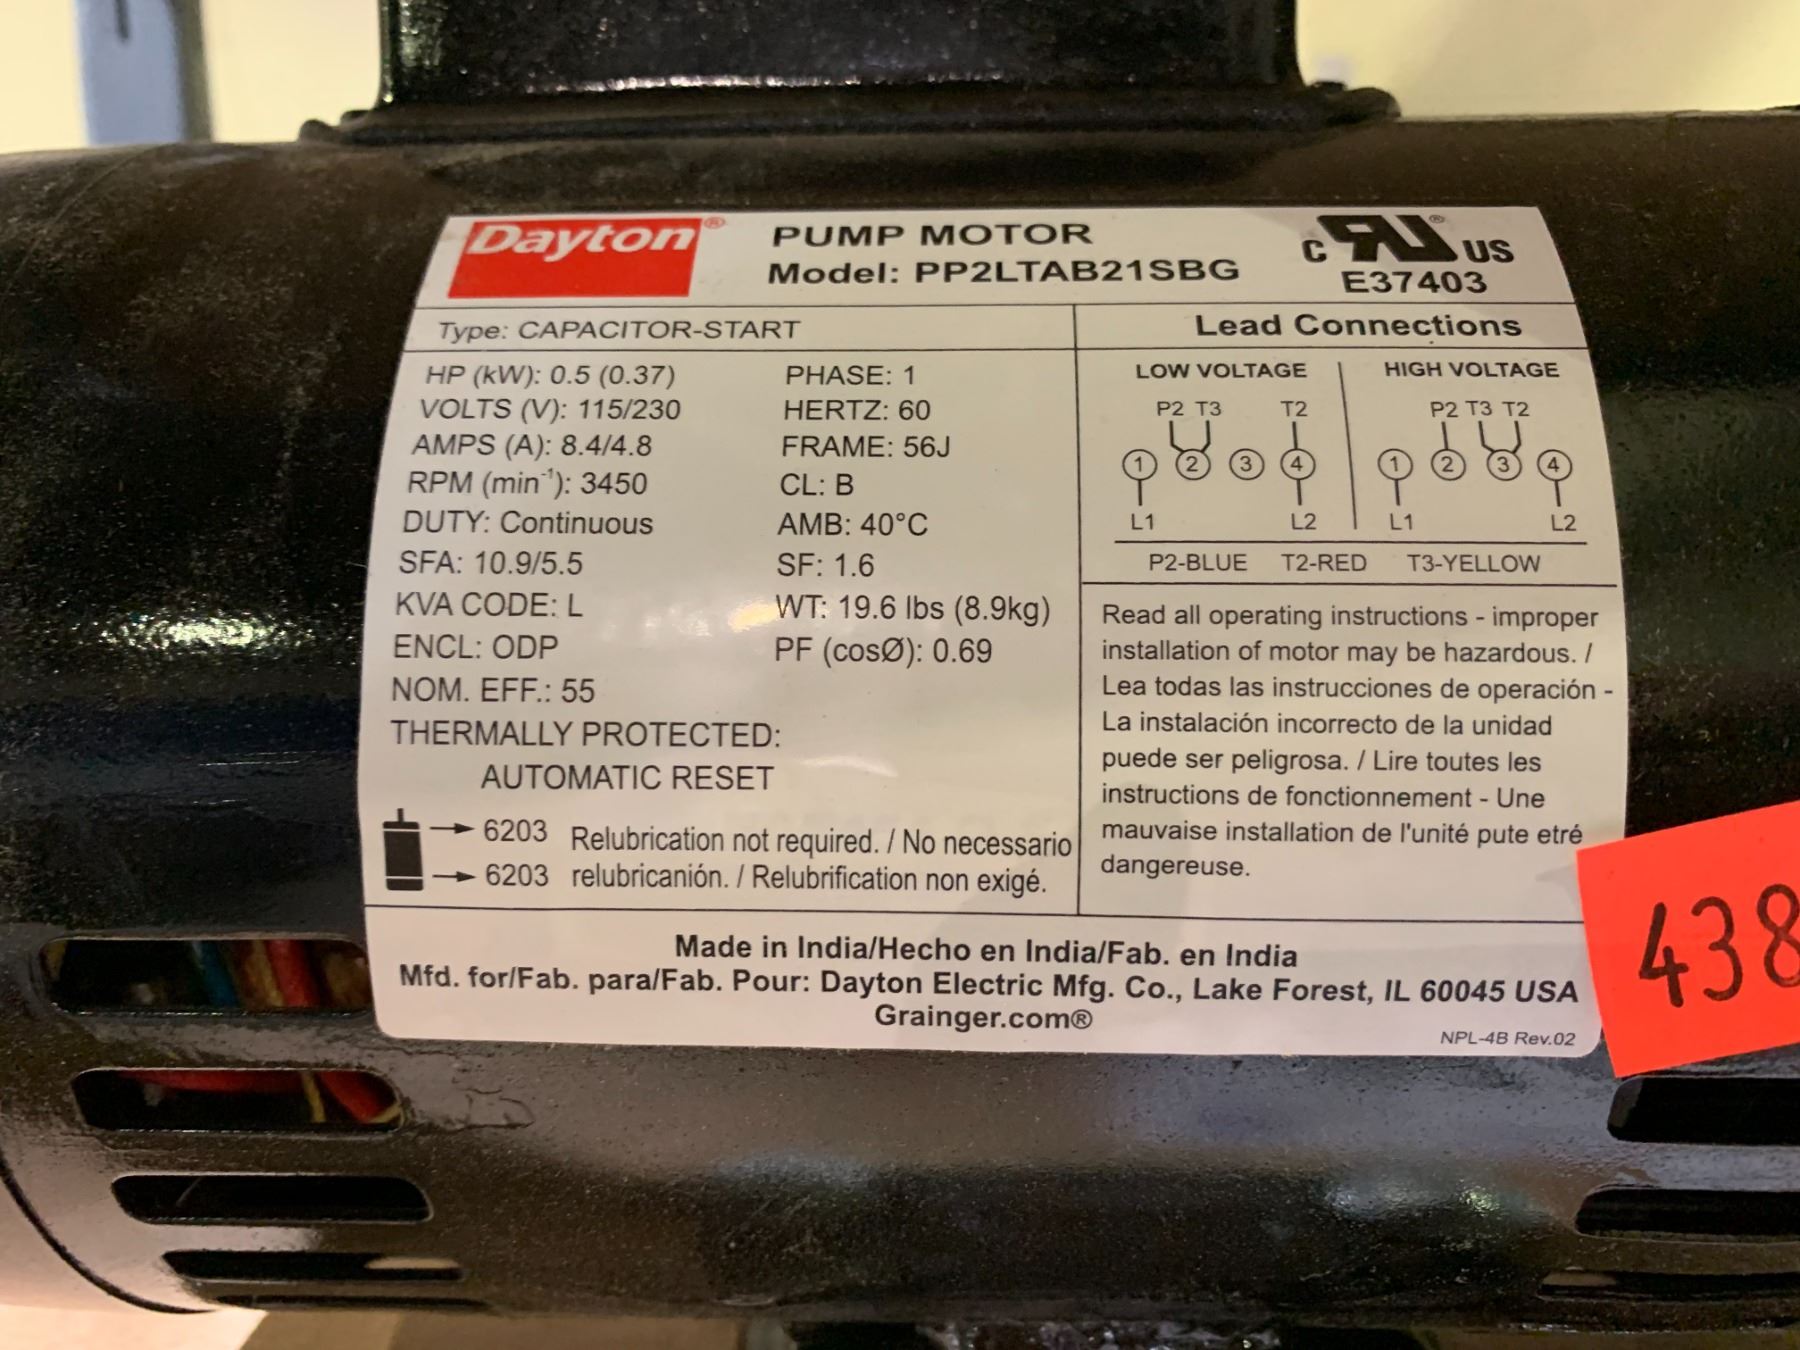 Dayton®
PUMP MOTOR
Model: PP2LTAB21SBG
C RU® US
E37403
Type: CAPACITOR-START
HP (kW): 0.5 (0.37)
VOLTS (V): 115/230
AMPS (A): 8.4/4.8
RPM (min⁻¹): 3450
DUTY: Continuous
SFA: 10.9/5.5
KVA CODE: L
ENCL: ODP
NOM. EFF.: 55
PHASE: 1
HERTZ: 60
FRAME: 56J
CL: B
AMB: 40°C
SF: 1.6
WT: 19.6 lbs (8.9kg)
PF (cosØ): 0.69
THERMALLY PROTECTED:
AUTOMATIC RESET
6203
6203
Relubrication not required. / No necessario
relubricanión. / Relubrification non exigé.
Lead Connections
LOW VOLTAGE
P2 T3 T2
1 2 3 4
L1 L2
HIGH VOLTAGE
P2 T3 T2
1 2 3 4
L1 L2
P2-BLUE T2-RED T3-YELLOW
Read all operating instructions - improper
installation of motor may be hazardous. /
Lea todas las instrucciones de operación -
La instalación incorrecto de la unidad
puede ser peligrosa. / Lire toutes les
instructions de fonctionnement - Une
mauvaise installation de l'unité pute etré
dangereuse.
Made in India/Hecho en India/Fab. en India
Mfd. for/Fab. para/Fab. Pour: Dayton Electric Mfg. Co., Lake Forest, IL 60045 USA
Grainger.com®
NPL-4B Rev.02
438